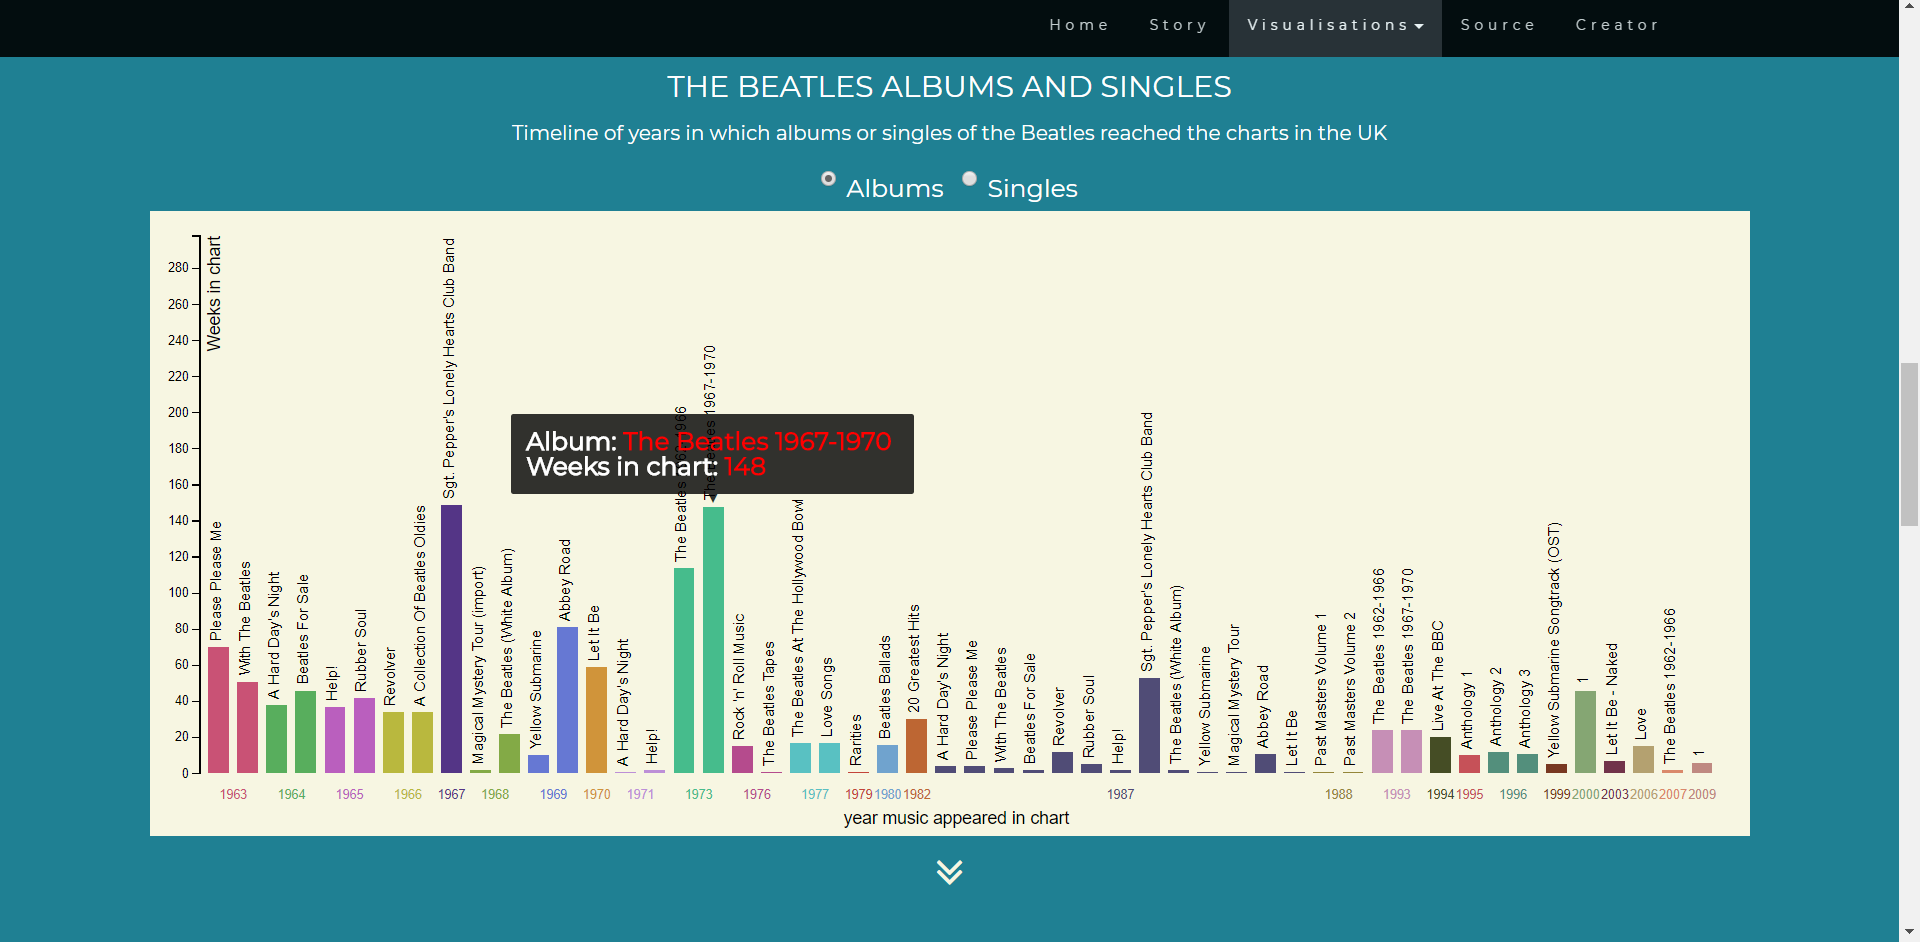 Home Story Visualisations Source Creator
THE BEATLES ALBUMS AND SINGLES
Timeline of years in which albums or singles of the Beatles reached the charts in the UK
Albums Singles
Weeks in chart
280
260
240
220
200
180
160
140
120
100
80
60
40
20
0
Album: The Beatles 1967-1970
Weeks in chart: 148
Please Please Me
With The Beatles
A Hard Day's Night
Beatles For Sale
Help!
Rubber Soul
Revolver
A Collection Of Beatles Oldies
Sgt. Pepper's Lonely Hearts Club Band
Magical Mystery Tour (import)
The Beatles (White Album)
Yellow Submarine
Abbey Road
Let It Be
A Hard Day's Night
Help!
The Beatles 1962-1966
The Beatles 1967-1970
Rock 'n' Roll Music
The Beatles Tapes
The Beatles At The Hollywood Bowl
Love Songs
Rarities
Beatles Ballads
20 Greatest Hits
A Hard Day's Night
Please Please Me
With The Beatles
Beatles For Sale
Revolver
Rubber Soul
Help!
Sgt. Pepper's Lonely Hearts Club Band
The Beatles (White Album)
Yellow Submarine
Magical Mystery Tour
Abbey Road
Let It Be
Past Masters Volume 1
Past Masters Volume 2
The Beatles 1962-1966
The Beatles 1967-1970
Live At The BBC
Anthology 1
Anthology 2
Anthology 3
Yellow Submarine Songtrack (OST)
1
Let It Be - Naked
Love
The Beatles 1962-1966
1
1963 1964 1965 1966 1967 1968 1969 1970 1971 1973 1976 1977 1979 1980 1982 1987 1988 1993 1994 1995 1996 1999 2000 2003 2006 2007 2009
year music appeared in chart